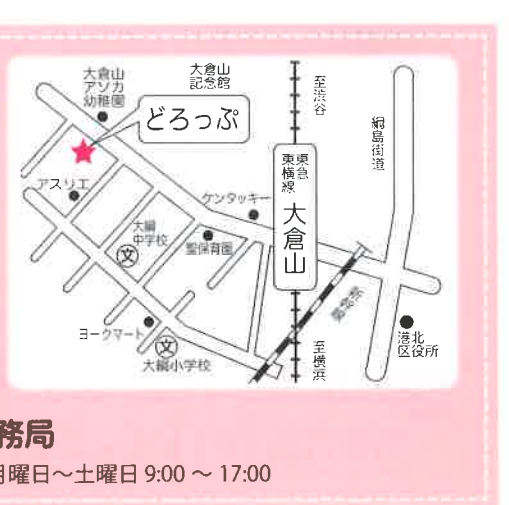 大倉山
アソカ
幼稚園
大倉山
記念館
至渋谷
綱島街道
どろっぷ
アスリエ
ケンタッキー
東急
東横線
大倉山
大綱
中学校
文
聖保育園
新幹線
ヨークマート
文
大綱小学校
至横浜
港北
区役所
務局
月曜日～土曜日 9:00 ～ 17:00